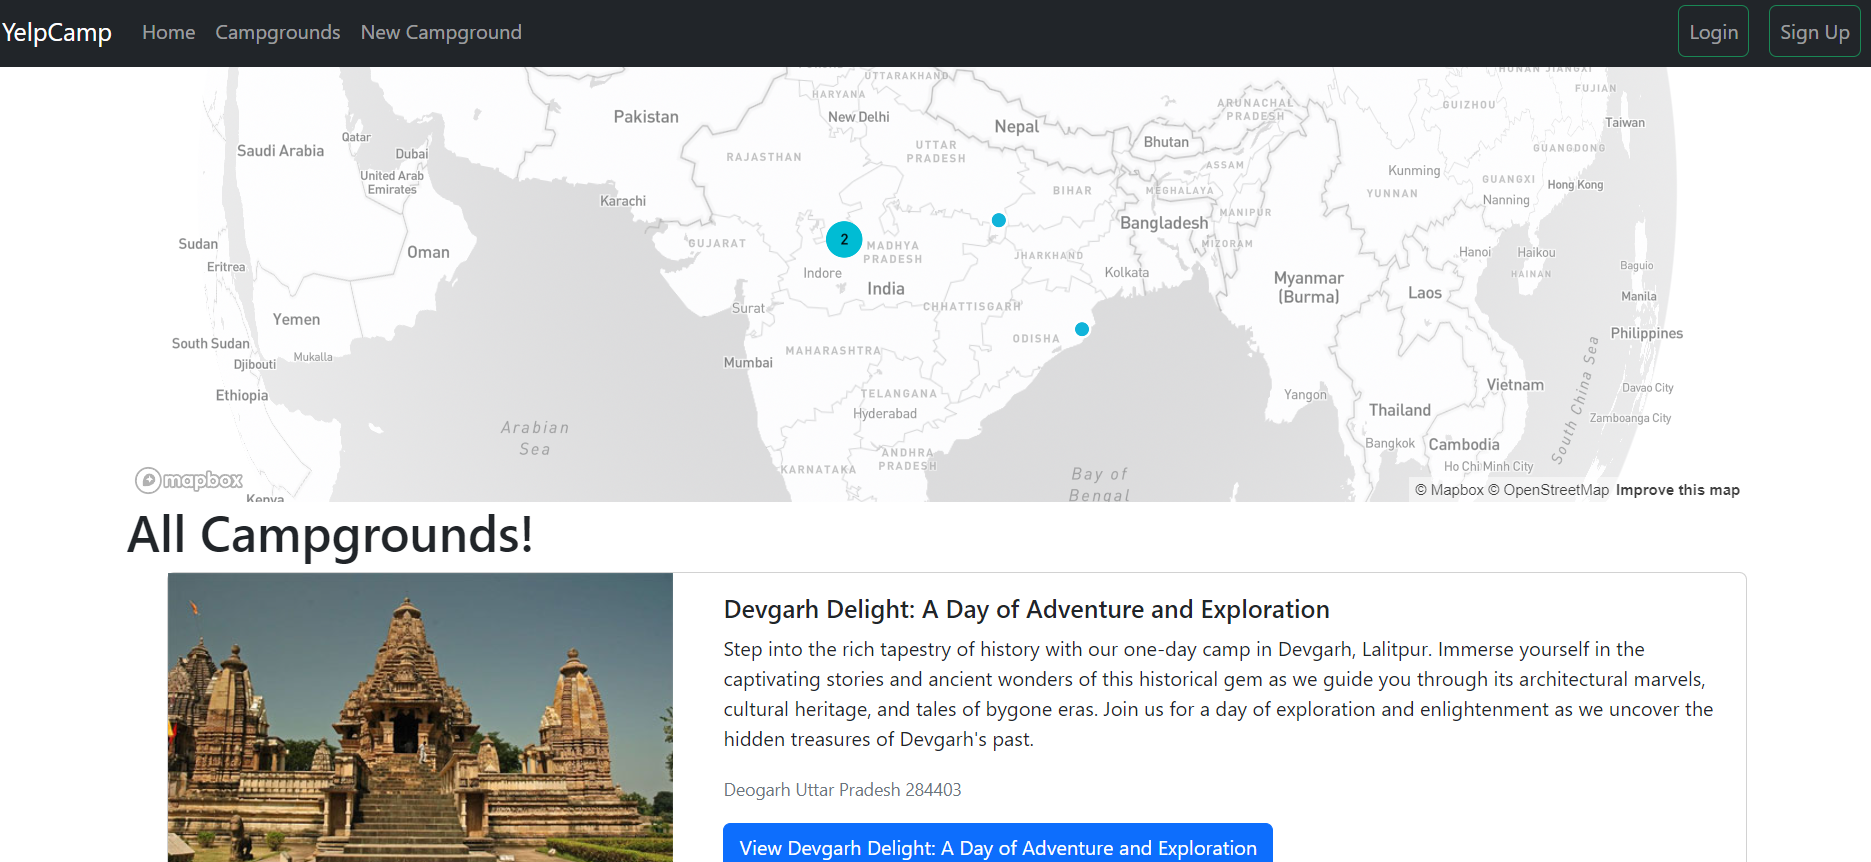 YelpCamp
Home
Campgrounds
New Campground
Login
Sign Up
UTTARAKHAND
HUNAN JIANGXI
HARYANA
FUJIAN
Pakistan
New Delhi
ARUNACHAL
PRADESH
GUIZHOU
Nepal
Taiwan
Qatar
Saudi Arabia
Dubai
RAJASTHAN
UTTAR
PRADESH
Bhutan
GUANGDONG
United Arab
Emirates
ASSAM
Kunming
YUNNAN
GUANGXI
Hong Kong
Karachi
BIHAR
MEGHALAYA
Nanning
Bangladesh
MANIPUR
Sudan
Oman
GUJARAT
2
MADHYA
PRADESH
MIZORAM
JHARKHAND
Hanoi
Haikou
Eritrea
Indore
Kolkata
HAINAN
Baguio
India
Myanmar
(Burma)
Laos
Manila
Surat
CHHATTISGARH
Yemen
ODISHA
Philippines
South Sudan
Mukalla
MAHARASHTRA
Djibouti
Mumbai
Ethiopia
TELANGANA
Hyderabad
Yangon
Vietnam
South China Sea
Davao City
Thailand
Zamboanga City
Arabian
Sea
Bangkok
Cambodia
ANDHRA
PRADESH
KARNATAKA
Ho Chi Minh City
Bay of
Bengal
mapbox
Kenya
© Mapbox © OpenStreetMap Improve this map
All Campgrounds!
Devgarh Delight: A Day of Adventure and Exploration
Step into the rich tapestry of history with our one-day camp in Devgarh, Lalitpur. Immerse yourself in the
captivating stories and ancient wonders of this historical gem as we guide you through its architectural marvels,
cultural heritage, and tales of bygone eras. Join us for a day of exploration and enlightenment as we uncover the
hidden treasures of Devgarh's past.
Deogarh Uttar Pradesh 284403
View Devgarh Delight: A Day of Adventure and Exploration